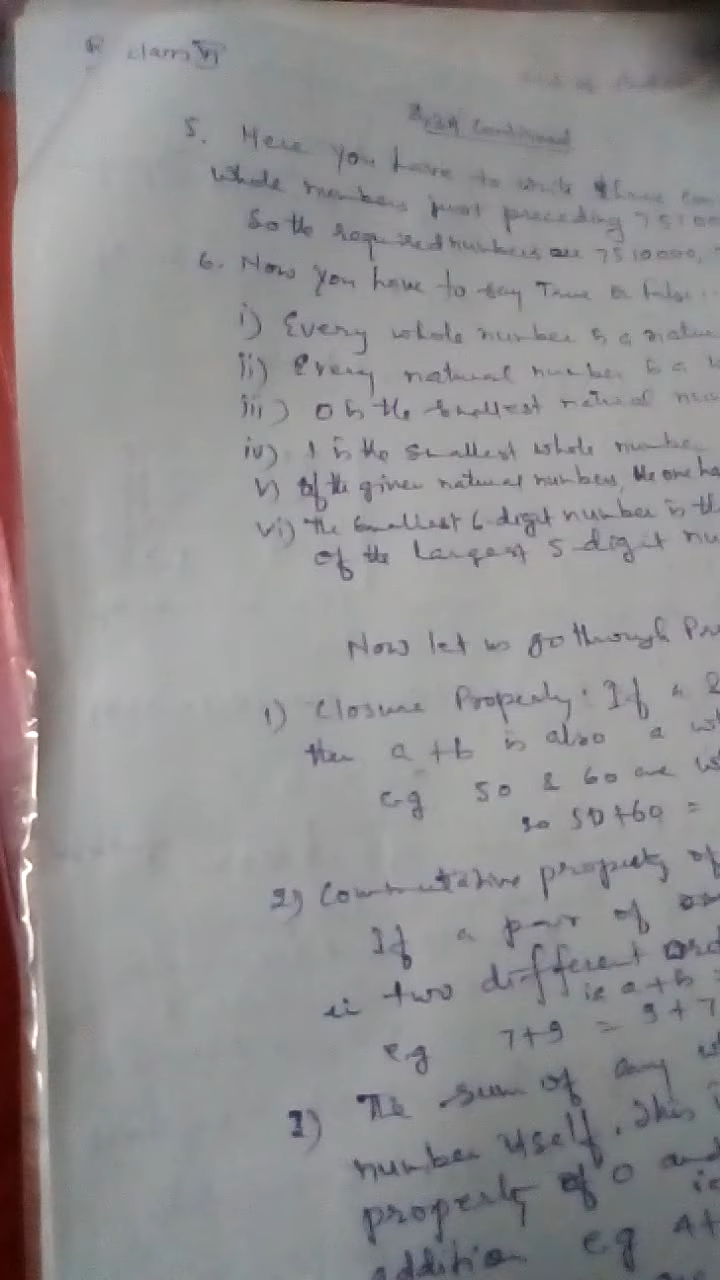 class VI
Continued
5. Here you have to write three con
whole numbers just preceding 75100
So the required numbers are 7510000,
6. Now you have to say True or False..
i) Every whole number is a natu
ii) Every natural number is a
iii) 0 is the smallest natural nu
iv) 1 is the smallest whole number
v) Of the given natural numbers, the one ha
vi) The smallest 6-digit number is th
of the largest 5-digit nu
Now let us go through Pr
1) Closure Property: If a &
then a + b is also a w
e.g 50 & 60 are w
so 50+60 =
2) Commutative property of
If a pair of
two different ord
ie a+b =
e.g 7+9 = 9+7
3) The sum of any w
number itself. This i
property of 0 and
ie
addition e.g 4+